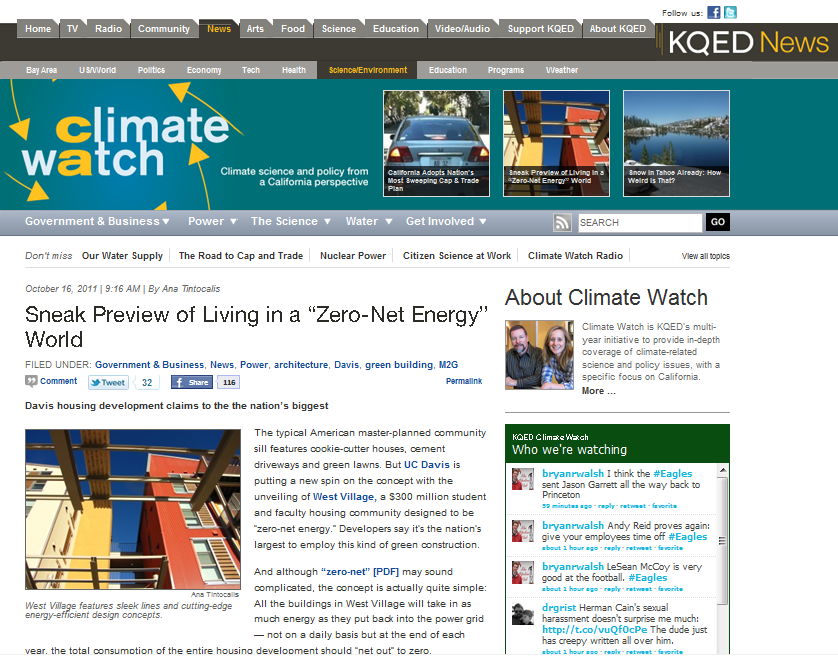 Follow us:
Home TV Radio Community News Arts Food Science Education Video/Audio Support KQED About KQED
KQED News
Bay Area US/World Politics Economy Tech Health Science/Environment Education Programs Weather
climate
watch
Climate science and policy from
a California perspective
California Adopts Nation's
Most Sweeping Cap & Trade
Plan
Sneak Preview of Living in a
"Zero-Net Energy" World
Snow in Tahoe Already: How
Weird Is That?
Government & Business Power The Science Water Get Involved
SEARCH GO
Don't miss Our Water Supply The Road to Cap and Trade Nuclear Power Citizen Science at Work Climate Watch Radio View all topics
October 16, 2011 | 9:16 AM | By Ana Tintocalis
Sneak Preview of Living in a “Zero-Net Energy”
World
FILED UNDER: Government & Business, News, Power, architecture, Davis, green building, M2G
Comment Tweet 32 Share 116 Permalink
Davis housing development claims to the the nation's biggest
The typical American master-planned community
sill features cookie-cutter houses, cement
driveways and green lawns. But UC Davis is
putting a new spin on the concept with the
unveiling of West Village, a $300 million student
and faculty housing community designed to be
"zero-net energy." Developers say it's the nation's
largest to employ this kind of green construction.
Ana Tintocalis
West Village features sleek lines and cutting-edge
energy-efficient design concepts.
And although “zero-net” [PDF] may sound
complicated, the concept is actually quite simple:
All the buildings in West Village will take in as
much energy as they put back into the power grid
— not on a daily basis but at the end of each
year, the total consumption of the entire housing development should "net out" to zero.
About Climate Watch
Climate Watch is KQED's multi-
year initiative to provide in-depth
coverage of climate-related
science and policy issues, with a
specific focus on California.
More ...
KQED Climate Watch
Who we're watching
bryanrwalsh I think the #Eagles
sent Jason Garrett all the way back to
Princeton
59 minutes ago · reply · retweet · favorite
bryanrwalsh Andy Reid proves again:
give your employees time off #Eagles
about 1 hour ago · reply · retweet · favorite
bryanrwalsh LeSean McCoy is very
good at the football. #Eagles
about 1 hour ago · reply · retweet · favorite
drgrist Herman Cain's sexual
harassment doesn't surprise me much:
http://t.co/vuQf0cPe The dude just
has creepy written all over him.
about 1 hour ago · reply · retweet · favorite